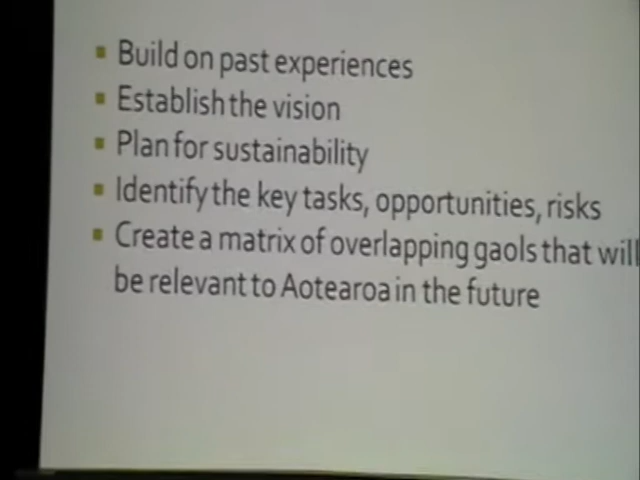 Build on past experiences
Establish the vision
Plan for sustainability
Identify the key tasks, opportunities, risks
Create a matrix of overlapping gaols that will
be relevant to Aotearoa in the future